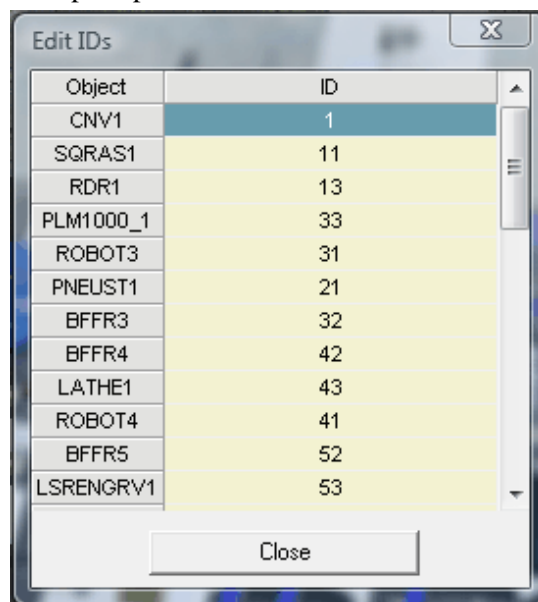 Edit IDs
Object ID
CNV1 1
SQRAS1 11
RDR1 13
PLM1000_1 33
ROBOT3 31
PNEUST1 21
BFFR3 32
BFFR4 42
LATHE1 43
ROBOT4 41
BFFR5 52
LSRENGRV1 53
Close